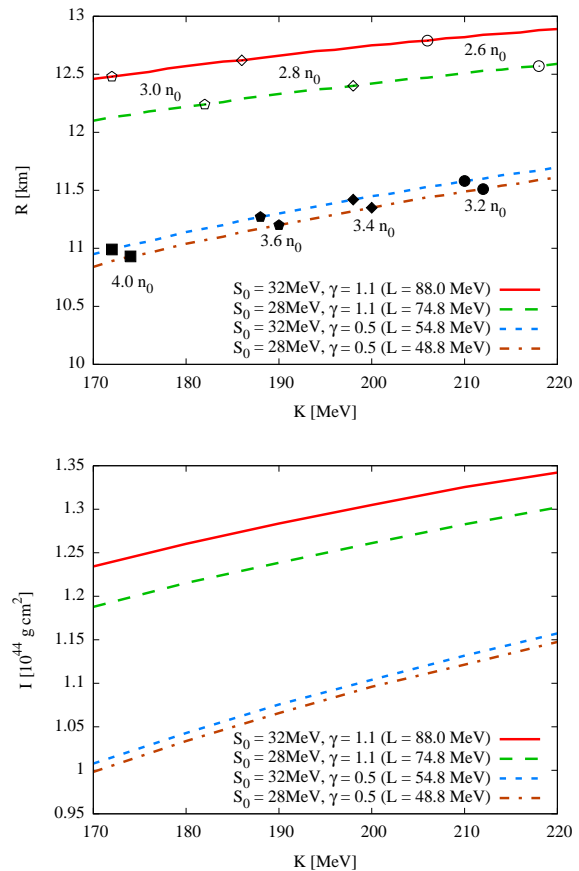 13
12.5
12
11.5
11
10.5
10
R [km]
3.0 n₀
2.8 n₀
2.6 n₀
3.2 n₀
3.4 n₀
3.6 n₀
4.0 n₀
S₀ = 32MeV, γ = 1.1 (L = 88.0 MeV)
S₀ = 28MeV, γ = 1.1 (L = 74.8 MeV)
S₀ = 32MeV, γ = 0.5 (L = 54.8 MeV)
S₀ = 28MeV, γ = 0.5 (L = 48.8 MeV)
170 180 190 200 210 220
K [MeV]
1.35
1.3
1.25
1.2
1.15
1.1
1.05
1
0.95
I [10⁴⁴ g cm²]
S₀ = 32MeV, γ = 1.1 (L = 88.0 MeV)
S₀ = 28MeV, γ = 1.1 (L = 74.8 MeV)
S₀ = 32MeV, γ = 0.5 (L = 54.8 MeV)
S₀ = 28MeV, γ = 0.5 (L = 48.8 MeV)
170 180 190 200 210 220
K [MeV]